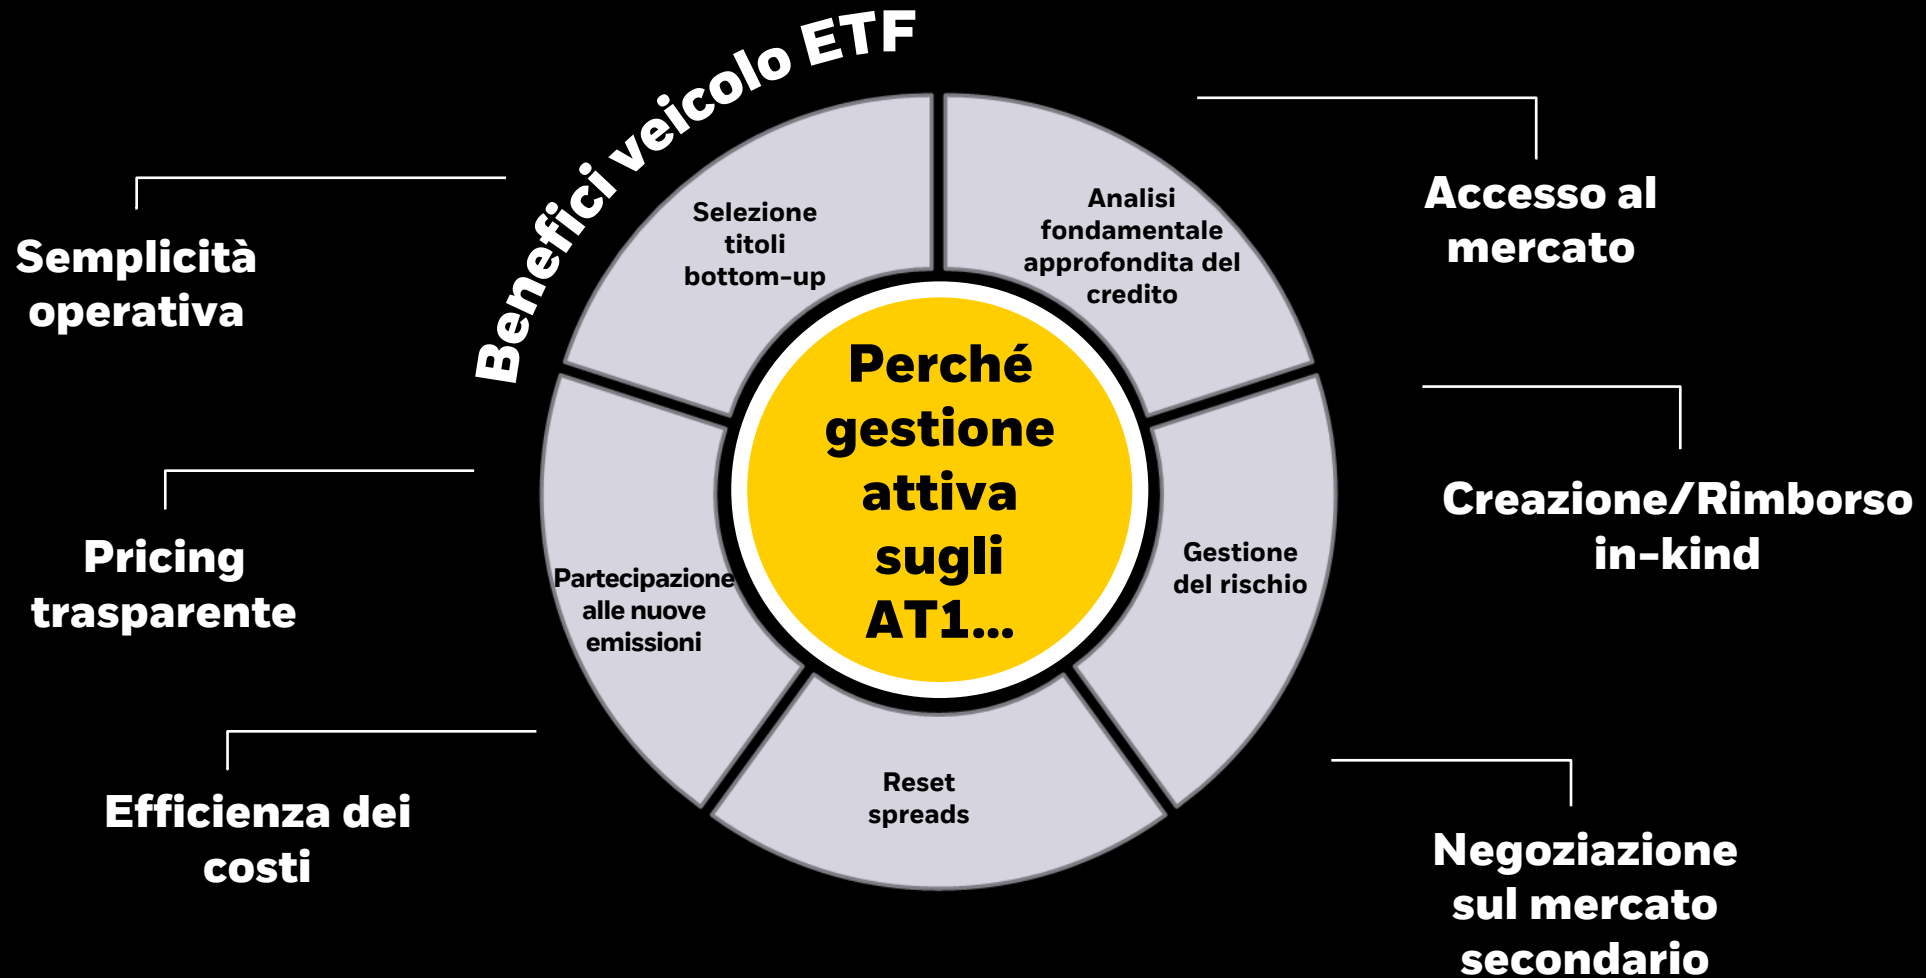 Benefici veicolo ETF
Semplicità
operativa
Pricing
trasparente
Efficienza dei
costi
Selezione
titoli
bottom-up
Analisi
fondamentale
approfondita del
credito
Partecipazione
alle nuove
emissioni
Perché
gestione
attiva
sugli
AT1...
Gestione
del rischio
Reset
spreads
Accesso al
mercato
Creazione/Rimborso
in-kind
Negoziazione
sul mercato
secondario